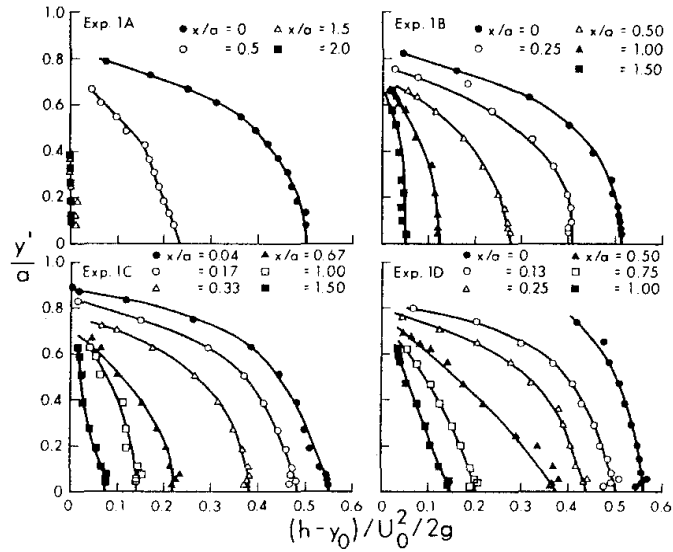 Exp. 1A
● x/a = 0 △ x/a = 1.5
○ = 0.5 ■ = 2.0
Exp. 1B
● x/a = 0 △ x/a = 0.50
○ = 0.25 ▲ = 1.00
■ = 1.50
1.0
0.8
0.6
0.4
0.2
0
y'/a
Exp. 1C
● x/a = 0.04 ▲ x/a = 0.67
○ = 0.17 □ = 1.00
△ = 0.33 ■ = 1.50
Exp. 1D
● x/a = 0 ▲ x/a = 0.50
○ = 0.13 □ = 0.75
△ = 0.25 ■ = 1.00
1.0
0.8
0.6
0.4
0.2
0
0 0.1 0.2 0.3 0.4 0.5 0.6 0 0.1 0.2 0.3 0.4 0.5 0.6
(h-y₀)/U₀²/2g